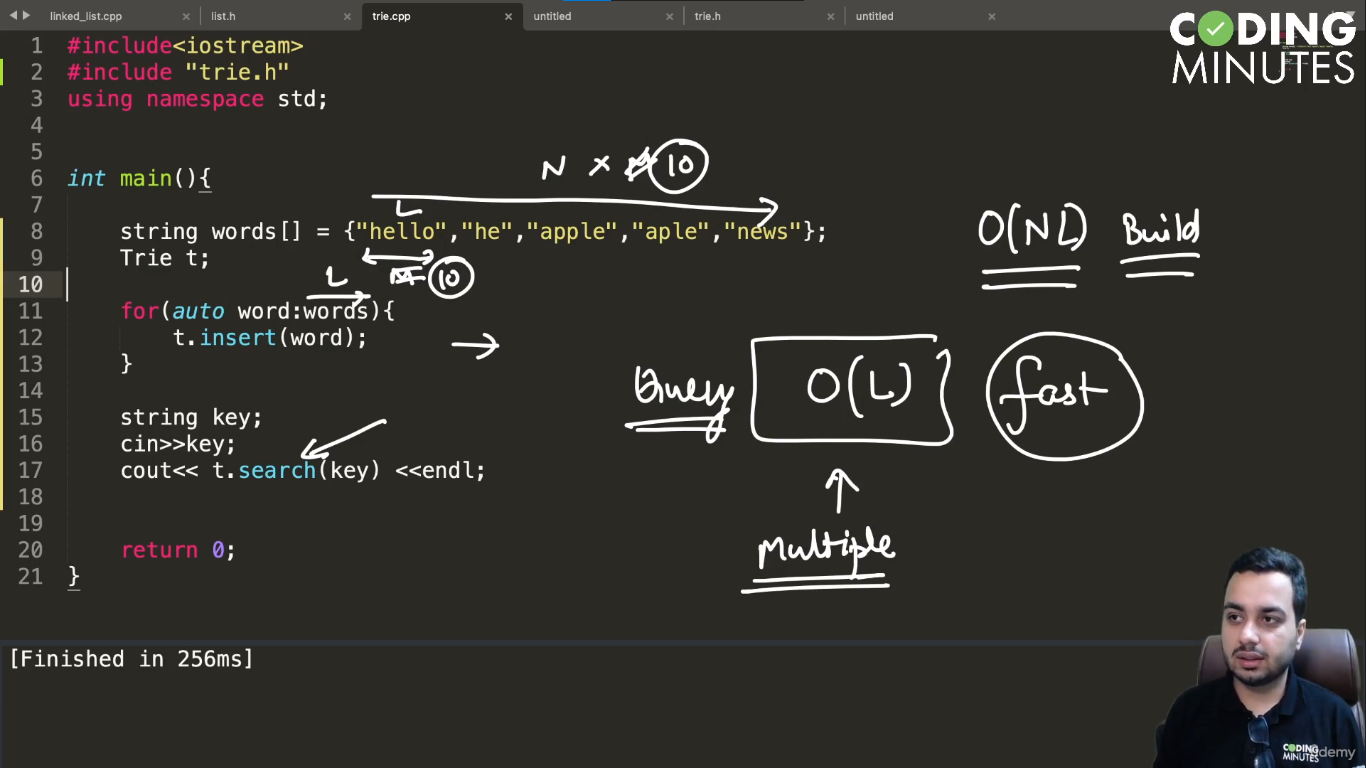 linked_list.cpp × list.h × trie.cpp × untitled × trie.h × untitled ×
CODING
MINUTES
1 #include<iostream>
2 #include "trie.h"
3 using namespace std;
4
5
N × 10
6 int main(){
7
L
8 string words[] = {"hello","he","apple","aple","news"};
O(NL) Build
9 Trie t;
10
L 10
11 for(auto word:words){
12 t.insert(word);
13 }
Query O(L) fast
14
15 string key;
16 cin>>key;
17 cout<< t.search(key) <<endl;
18
19
Multiple
20 return 0;
21 }
[Finished in 256ms]
CODING
MINUTES
Udemy